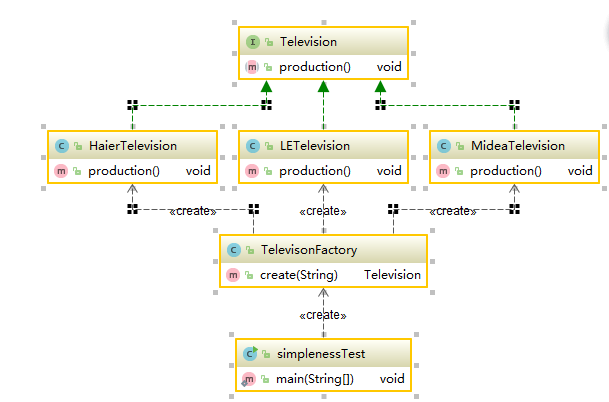 I Television
m production() void
C HaierTelevision
m production() void
C LETelevision
m production() void
C MideaTelevision
m production() void
«create» «create» «create»
C TelevisonFactory
m create(String) Television
«create»
C simplenessTest
m main(String[]) void